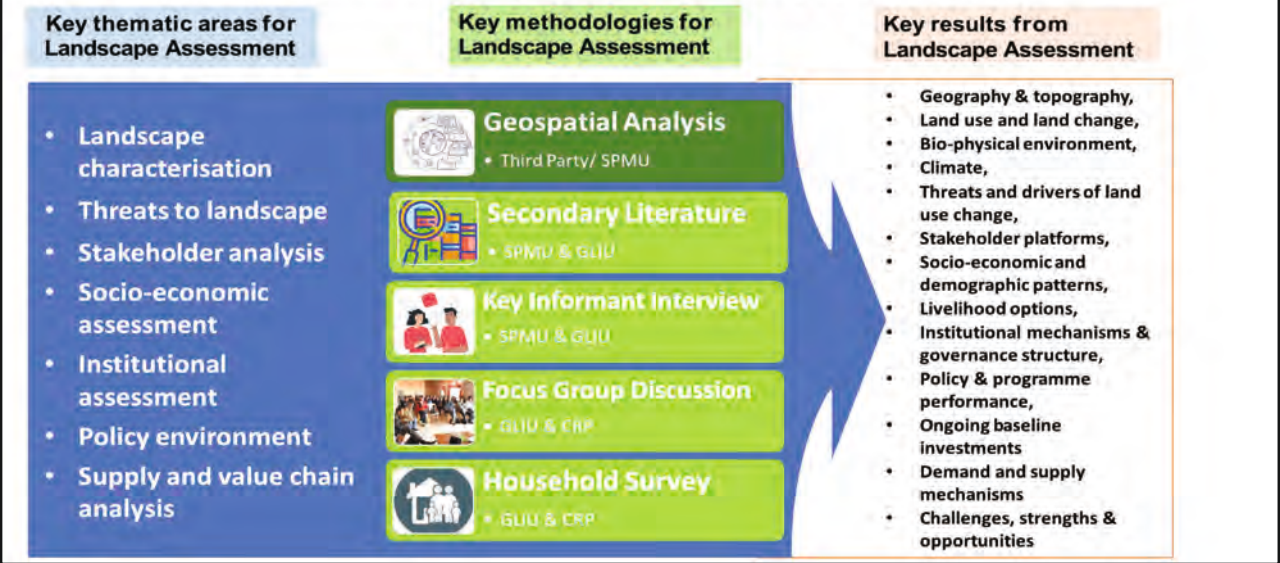 Key thematic areas for
Landscape Assessment
Key methodologies for
Landscape Assessment
Key results from
Landscape Assessment
• Landscape
characterisation
• Threats to landscape
• Stakeholder analysis
• Socio-economic
assessment
• Institutional
assessment
• Policy environment
• Supply and value chain
analysis
Geospatial Analysis
• Third Party/ SPMU
Secondary Literature
• SPMU & GLIU
Key Informant Interview
• SPMU & GLIU
Focus Group Discussion
• GLIU & CRP
Household Survey
• GLIU & CRP
• Geography & topography,
• Land use and land change,
• Bio-physical environment,
• Climate,
• Threats and drivers of land
use change,
• Stakeholder platforms,
• Socio-economic and
demographic patterns,
• Livelihood options,
• Institutional mechanisms &
governance structure,
• Policy & programme
performance,
• Ongoing baseline
investments
• Demand and supply
mechanisms
• Challenges, strengths &
opportunities